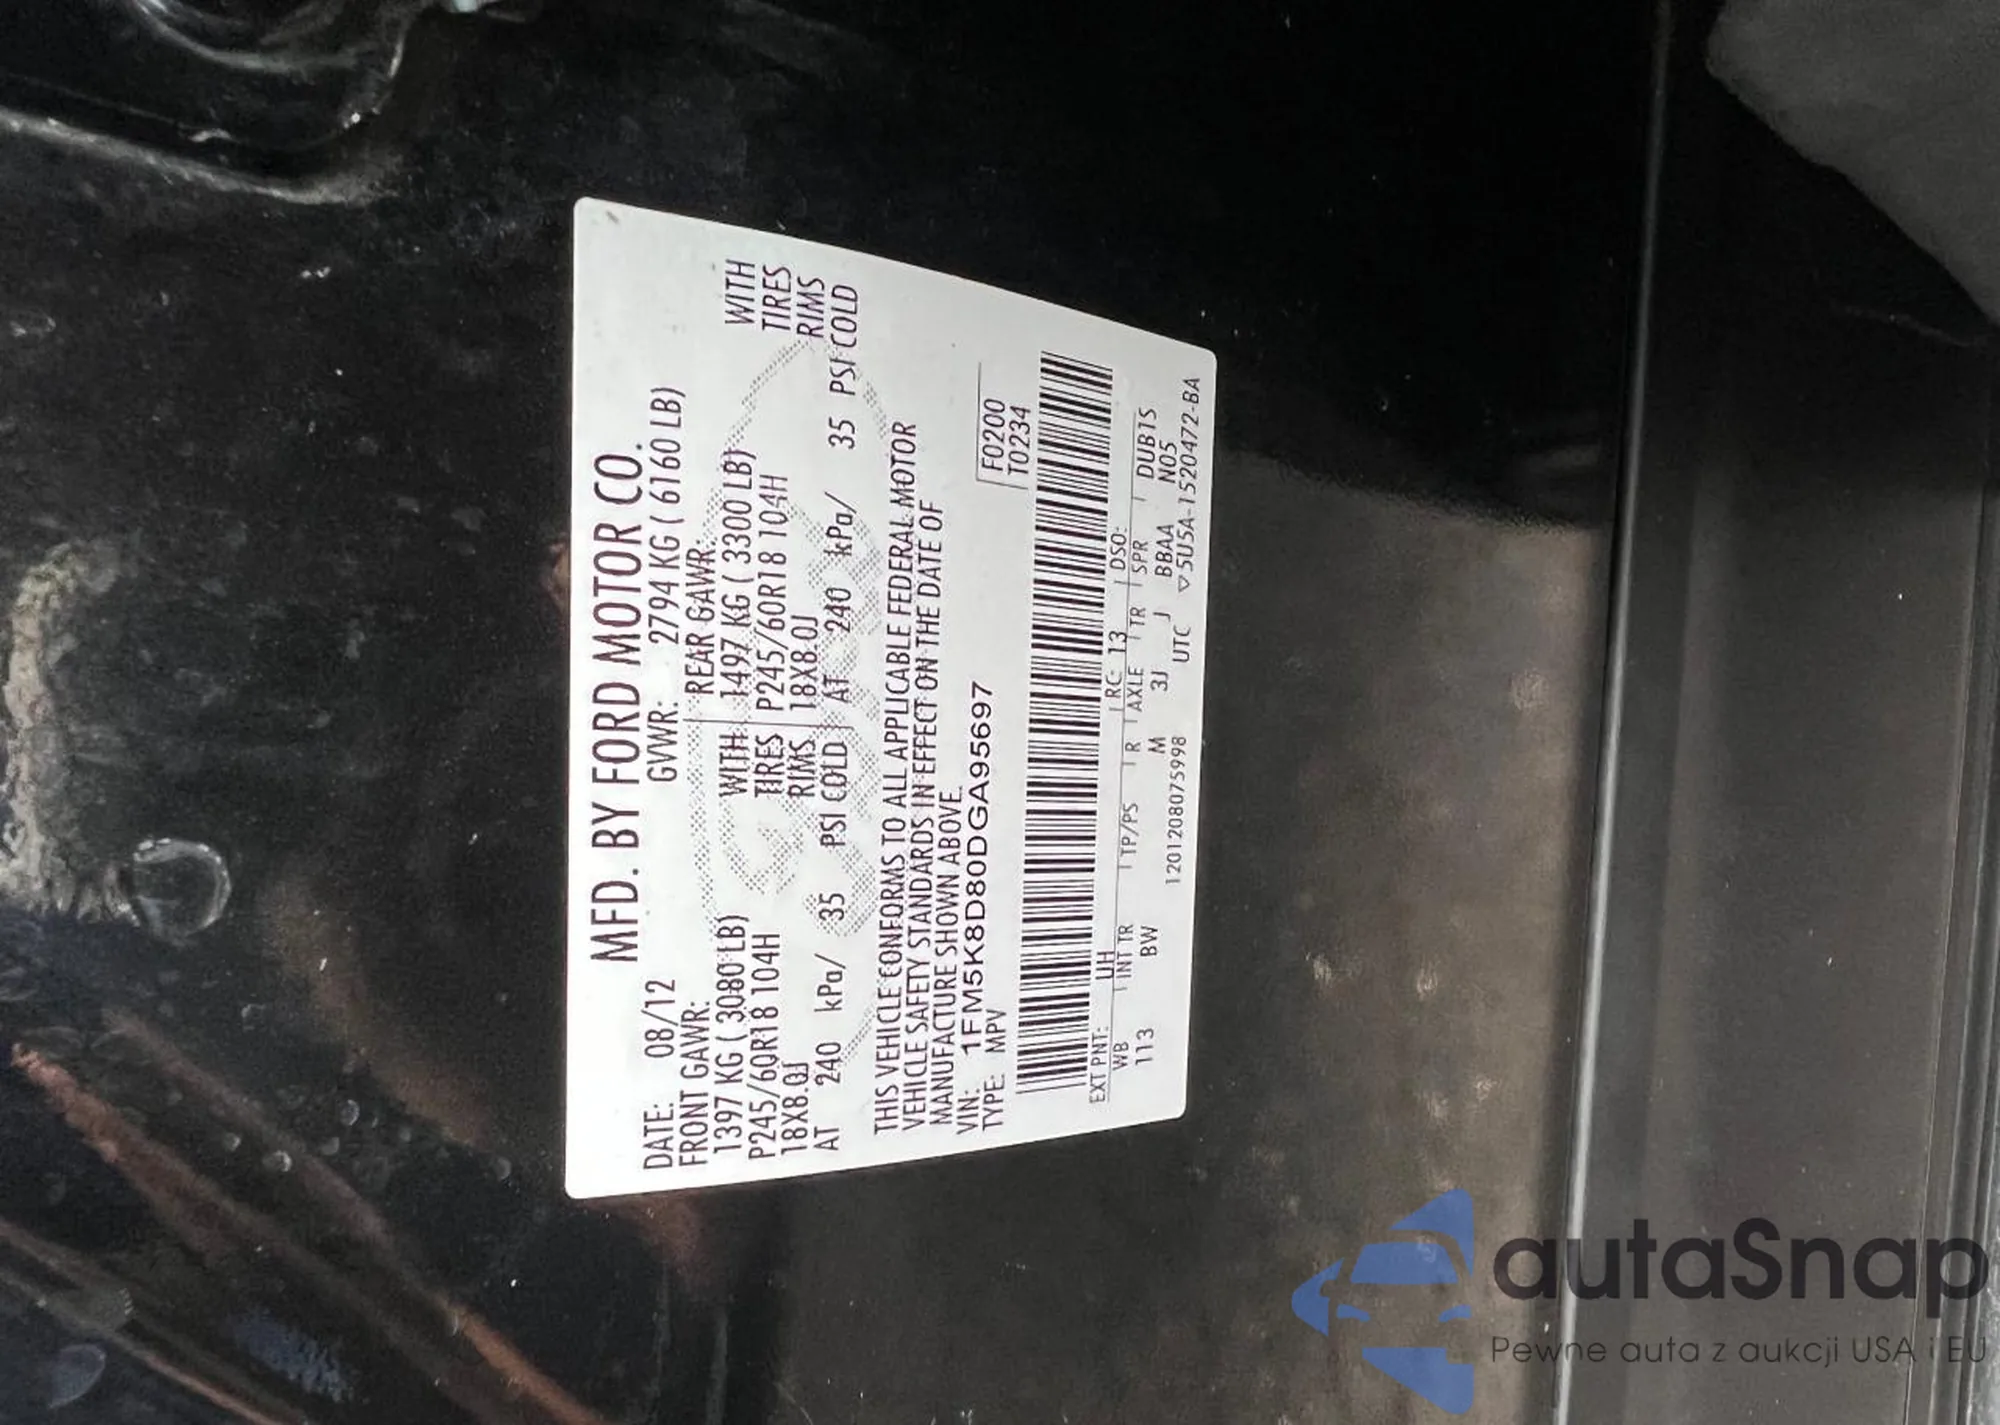 MFD. BY FORD MOTOR CO.
DATE: 08/12 GVWR: 2794 KG ( 6160 LB)
FRONT GAWR: REAR GAWR:
1397 KG ( 3080 LB) WITH 1497 KG ( 3300 LB) WITH
P245/60R18 104H TIRES P245/60R18 104H TIRES
18X8.0J RIMS 18X8.0J RIMS
AT 240 kPa/ 35 PSI COLD AT 240 kPa/ 35 PSI COLD
THIS VEHICLE CONFORMS TO ALL APPLICABLE FEDERAL MOTOR
VEHICLE SAFETY STANDARDS IN EFFECT ON THE DATE OF
MANUFACTURE SHOWN ABOVE.
VIN: 1FM5K8D80DGA95697 F0200
TYPE: MPV T0234
EXT PNT: UH RC: 13 DSO:
WB INT TR TP/PS R AXLE TR SPR DUB1S
113 BW M 3J J BBAA N05
120120807 5998 UTC ▽5U5A-1520472-BA
autaSnap
Pewne auta z aukcji USA i EU